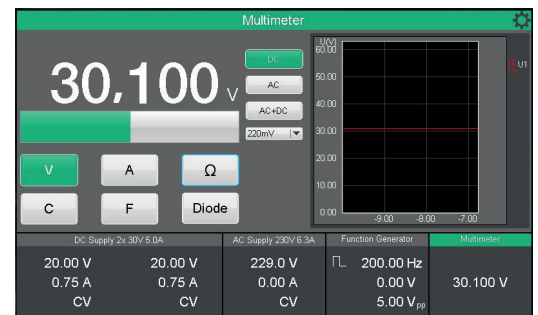 Multimeter
30,100 V
DC
AC
AC+DC
220mV
V A Ω
C F Diode
U(V)
60.00
50.00
40.00
30.00
20.00
10.00
0.00
-9.00 -8.00 -7.00
U1
DC Supply 2x 30V 5.0A
20.00 V 20.00 V
0.75 A 0.75 A
CV CV
AC Supply 230V 6.3A
229.0 V
0.00 A
CV
Function Generator
200.00 Hz
0.00 V
5.00 Vpp
Multimeter
30.100 V